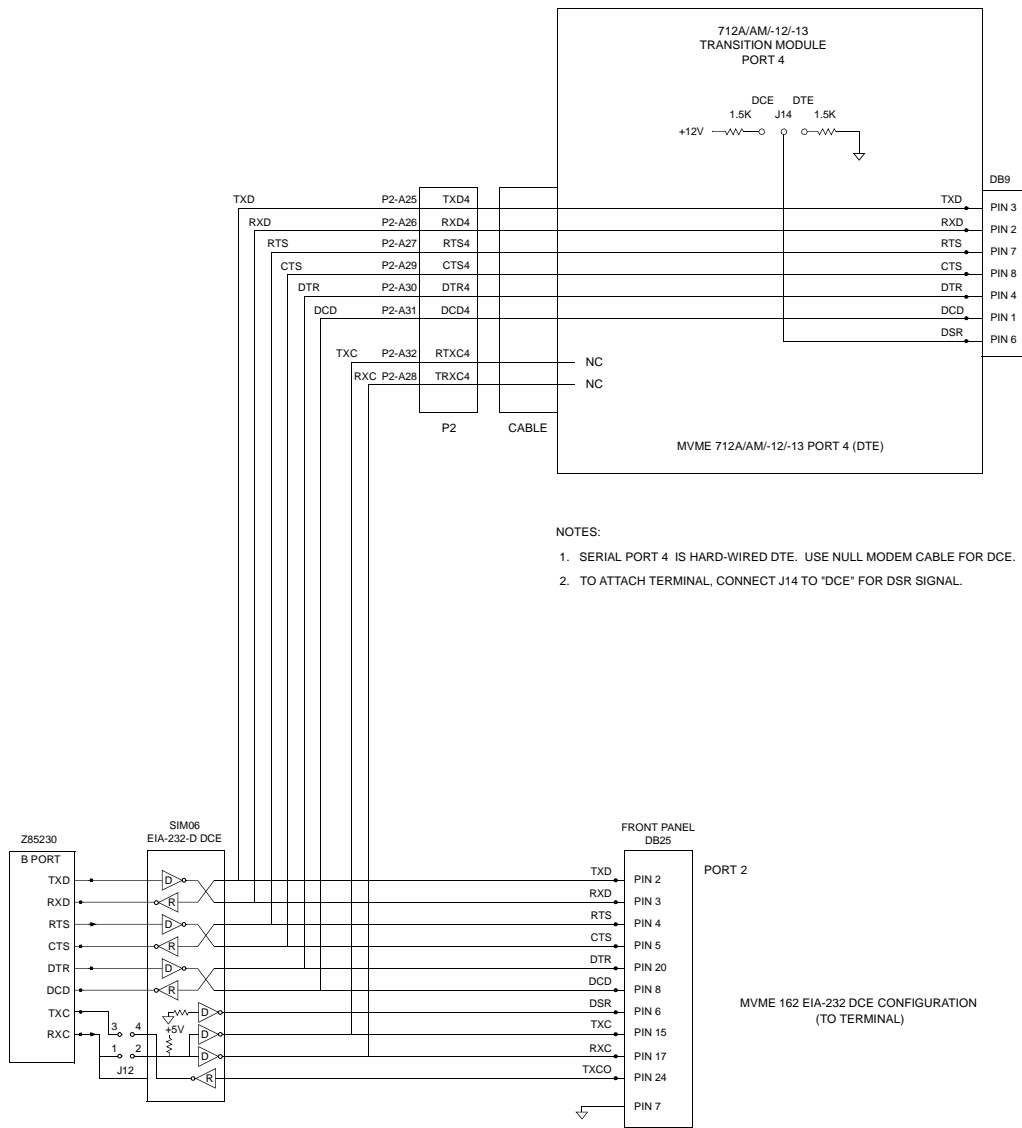 712A/AM/-12/-13
TRANSITION MODULE
PORT 4
DCE DTE
1.5K J14 1.5K
+12V
DB9
TXD P2-A25 TXD4 TXD PIN 3
RXD P2-A26 RXD4 RXD PIN 2
RTS P2-A27 RTS4 RTS PIN 7
CTS P2-A29 CTS4 CTS PIN 8
DTR P2-A30 DTR4 DTR PIN 4
DCD P2-A31 DCD4 DCD PIN 1
DSR PIN 6
TXC P2-A32 RTXC4 NC
RXC P2-A28 TRXC4 NC
P2 CABLE
MVME 712A/AM/-12/-13 PORT 4 (DTE)
NOTES:
1. SERIAL PORT 4 IS HARD-WIRED DTE. USE NULL MODEM CABLE FOR DCE.
2. TO ATTACH TERMINAL, CONNECT J14 TO "DCE" FOR DSR SIGNAL.
Z85230
B PORT
SIM06
EIA-232-D DCE
FRONT PANEL
DB25
PORT 2
TXD D TXD PIN 2
RXD R RXD PIN 3
RTS D RTS PIN 4
CTS R CTS PIN 5
DTR D DTR PIN 20
DCD R DCD PIN 8
TXC D DSR PIN 6
RXC 3 4 +5V D TXC PIN 15
1 2 D RXC PIN 17
J12 R TXCO PIN 24
PIN 7
MVME 162 EIA-232 DCE CONFIGURATION
(TO TERMINAL)